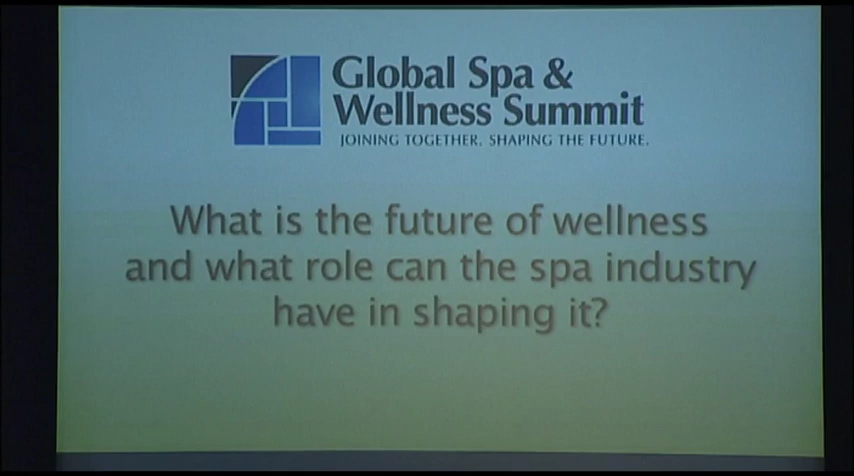 Global Spa &
Wellness Summit
JOINING TOGETHER. SHAPING THE FUTURE.
What is the future of wellness
and what role can the spa industry
have in shaping it?